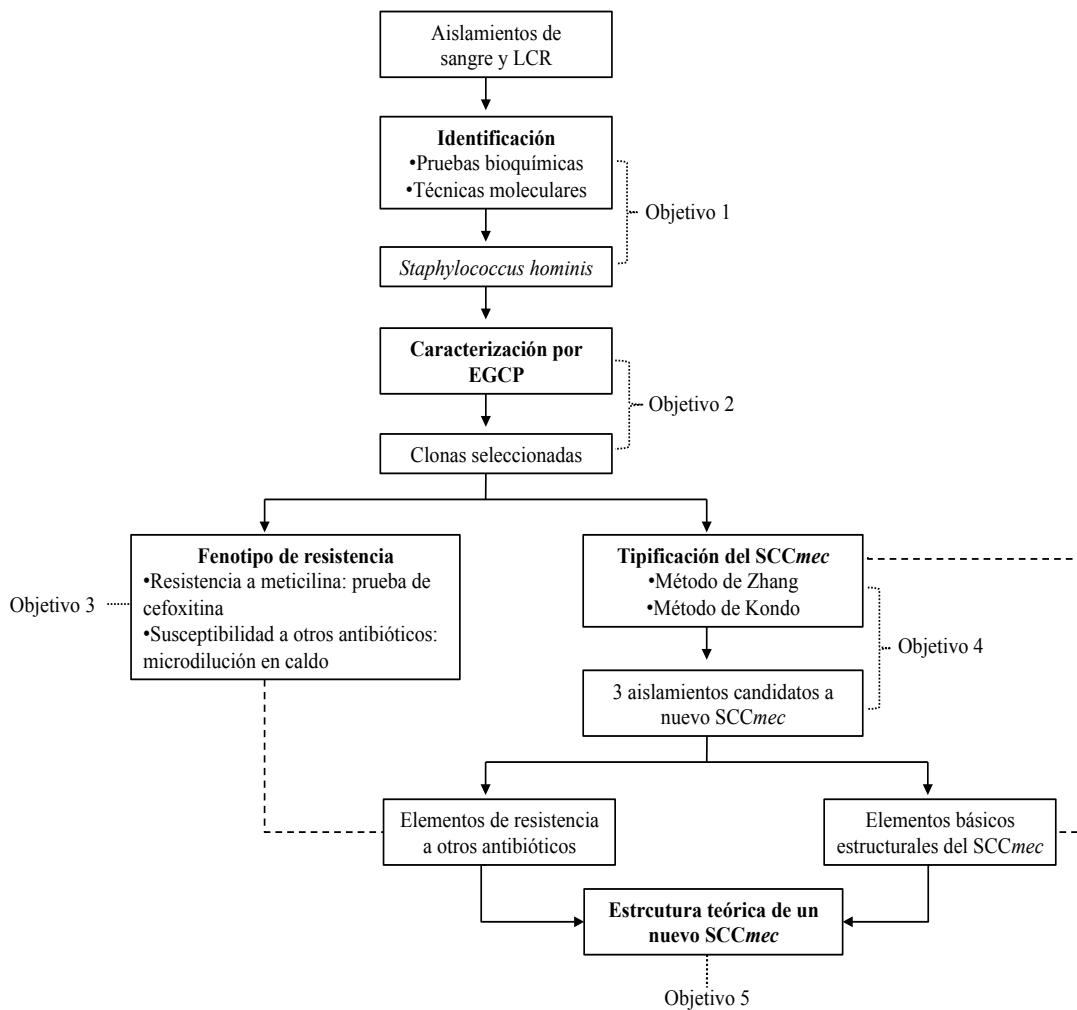 Aislamientos de
sangre y LCR
Identificación
•Pruebas bioquímicas
•Técnicas moleculares
Objetivo 1
Staphylococcus hominis
Caracterización por
EGCP
Objetivo 2
Clonas seleccionadas
Fenotipo de resistencia
•Resistencia a meticilina: prueba de
cefoxitina
•Susceptibilidad a otros antibióticos:
microdilución en caldo
Objetivo 3
Tipificación del SCCmec
•Método de Zhang
•Método de Kondo
Objetivo 4
3 aislamientos candidatos a
nuevo SCCmec
Elementos de resistencia
a otros antibióticos
Elementos básicos
estructurales del SCCmec
Estrcutura teórica de un
nuevo SCCmec
Objetivo 5